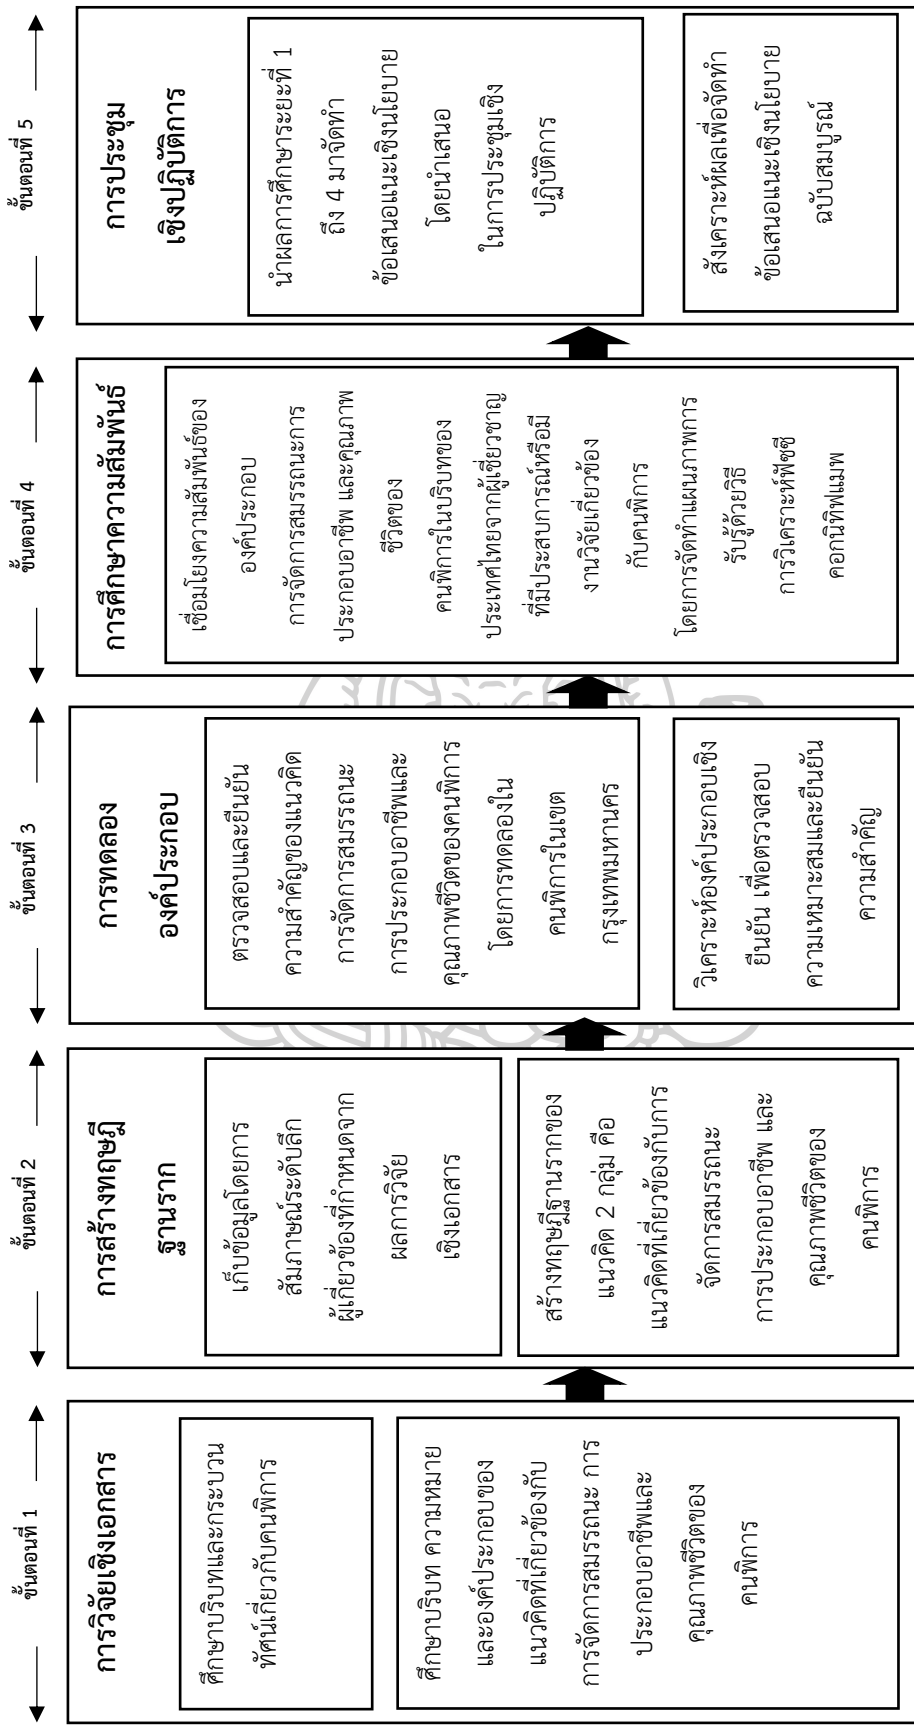 ขั้นตอนที่ 1
การวิจัยเชิงเอกสาร
ศึกษาบริบทและกระบวน
ทัศน์เกี่ยวกับคนพิการ
ศึกษาบริบท ความหมาย
และองค์ประกอบของ
แนวคิดที่เกี่ยวข้องกับ
การจัดการสมรรถนะ การ
ประกอบอาชีพและ
คุณภาพชีวิตของ
คนพิการ
ขั้นตอนที่ 2
การสร้างทฤษฎี
ฐานราก
เก็บข้อมูลโดยการ
สัมภาษณ์ระดับลึก
ผู้เกี่ยวข้องที่กำหนดจาก
ผลการวิจัย
เชิงเอกสาร
สร้างทฤษฎีฐานรากของ
แนวคิด 2 กลุ่ม คือ
แนวคิดที่เกี่ยวข้องกับการ
จัดการสมรรถนะ
การประกอบอาชีพ และ
คุณภาพชีวิตของ
คนพิการ
ขั้นตอนที่ 3
การทดลอง
องค์ประกอบ
ตรวจสอบและยืนยัน
ความสำคัญของแนวคิด
การจัดการสมรรถนะ
การประกอบอาชีพและ
คุณภาพชีวิตของคนพิการ
โดยการทดลองใน
คนพิการในเขต
กรุงเทพมหานคร
วิเคราะห์องค์ประกอบเชิง
ยืนยัน เพื่อตรวจสอบ
ความเหมาะสมและยืนยัน
ความสำคัญ
ขั้นตอนที่ 4
การศึกษาความสัมพันธ์
เชื่อมโยงความสัมพันธ์ของ
องค์ประกอบ
การจัดการสมรรถนะการ
ประกอบอาชีพ และคุณภาพ
ชีวิตของ
คนพิการในบริบทของ
ประเทศไทยจากผู้เชี่ยวชาญ
ที่มีประสบการณ์หรือมี
งานวิจัยเกี่ยวข้อง
กับคนพิการ
โดยการจัดทำแผนภาพการ
รับรู้ด้วยวิธี
การวิเคราะห์ฟัซซี
คอกนิทิฟแมพ
ขั้นตอนที่ 5
การประชุม
เชิงปฏิบัติการ
นำผลการศึกษาระยะที่ 1
ถึง 4 มาจัดทำ
ข้อเสนอแนะเชิงนโยบาย
โดยนำเสนอ
ในการประชุมเชิง
ปฏิบัติการ
สังเคราะห์ผลเพื่อจัดทำ
ข้อเสนอแนะเชิงนโยบาย
ฉบับสมบูรณ์